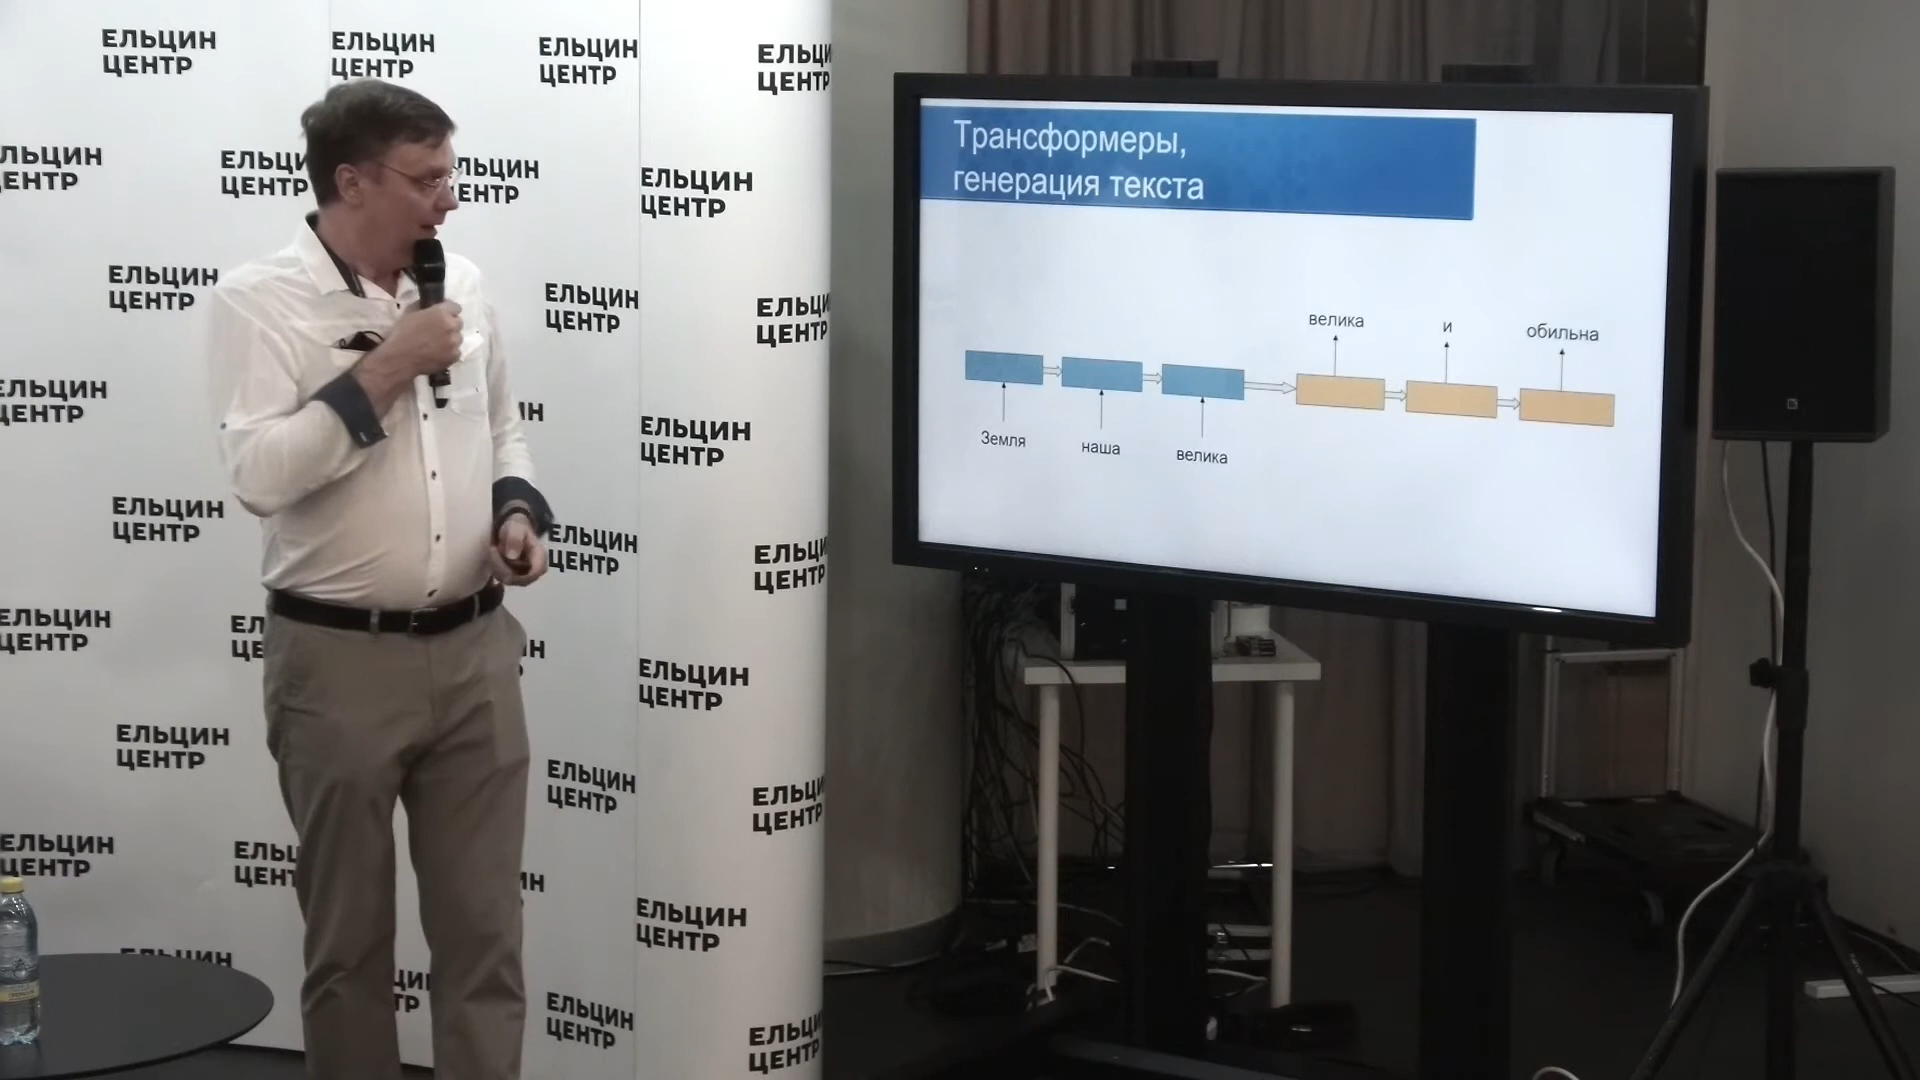 ЕЛЬЦИН
ЦЕНТР
Трансформеры,
генерация текста
велика
и
обильна
Земля
наша
велика